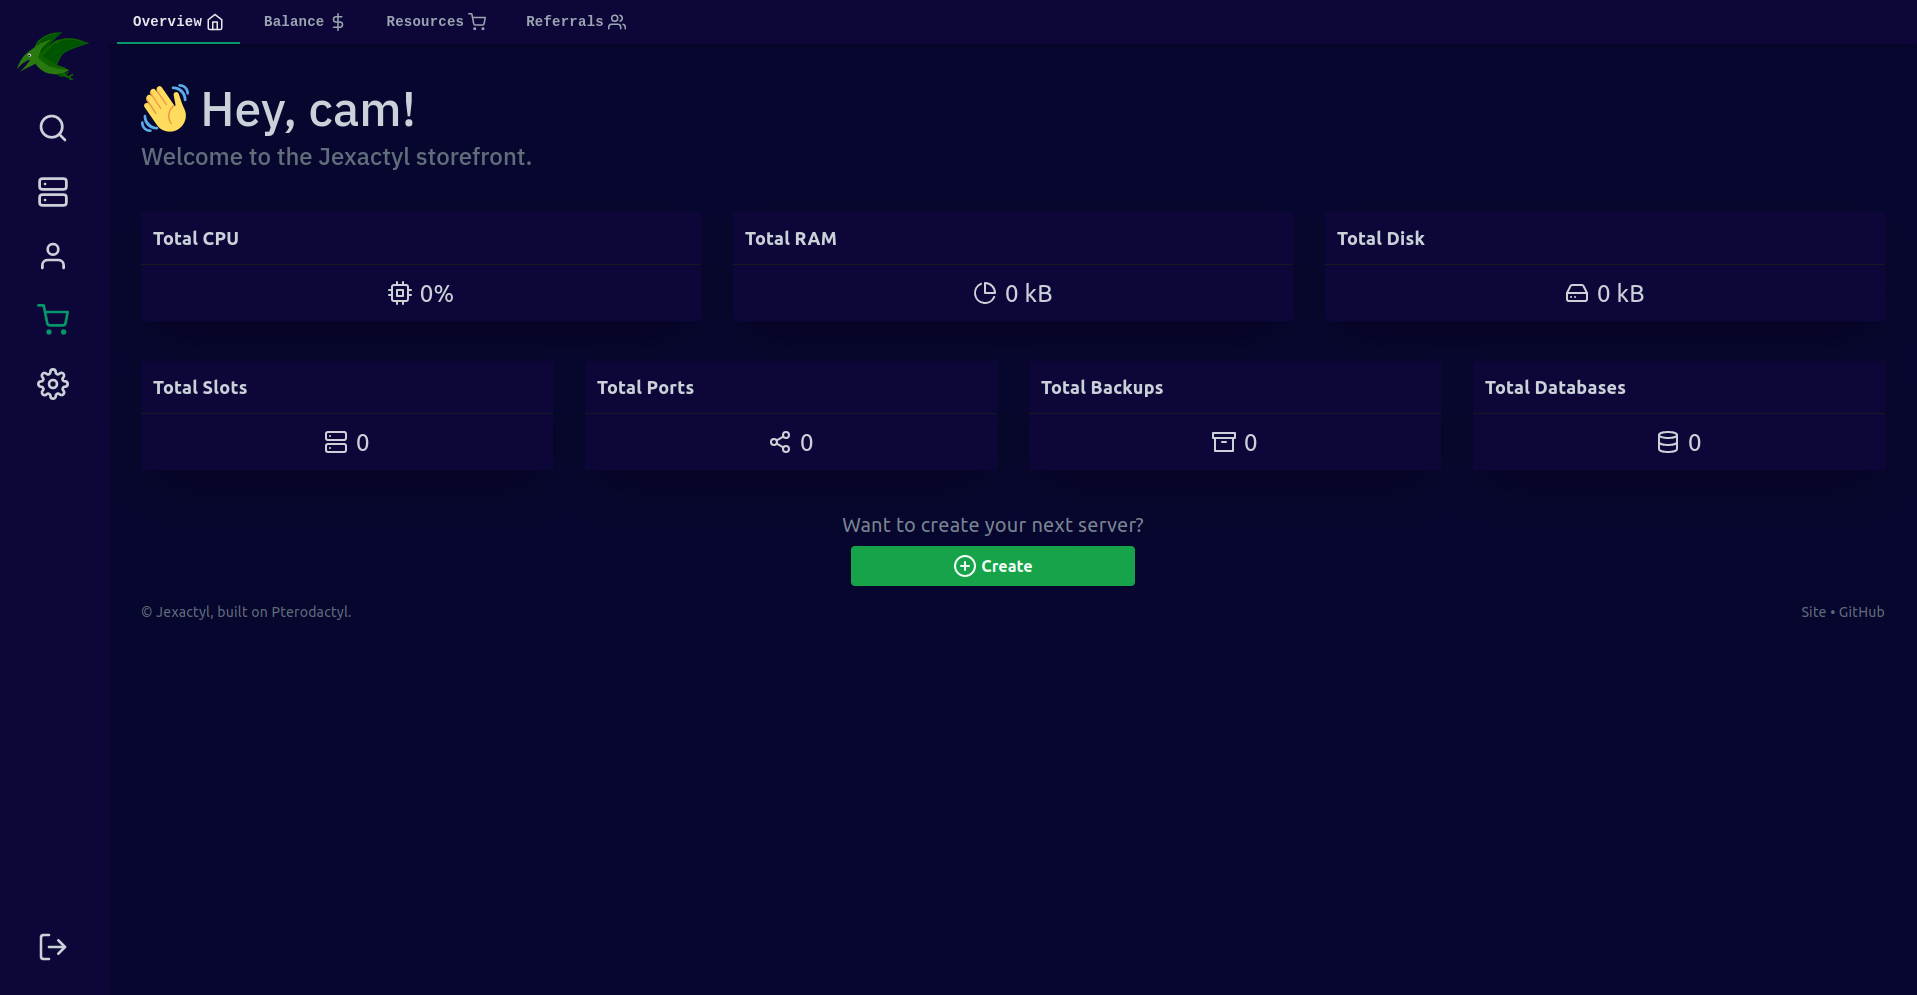 Overview
Balance
Resources
Referrals
👋 Hey, cam!
Welcome to the Jexactyl storefront.
Total CPU
0%
Total RAM
0 kB
Total Disk
0 kB
Total Slots
0
Total Ports
0
Total Backups
0
Total Databases
0
Want to create your next server?
Create
© Jexactyl, built on Pterodactyl.
Site • GitHub